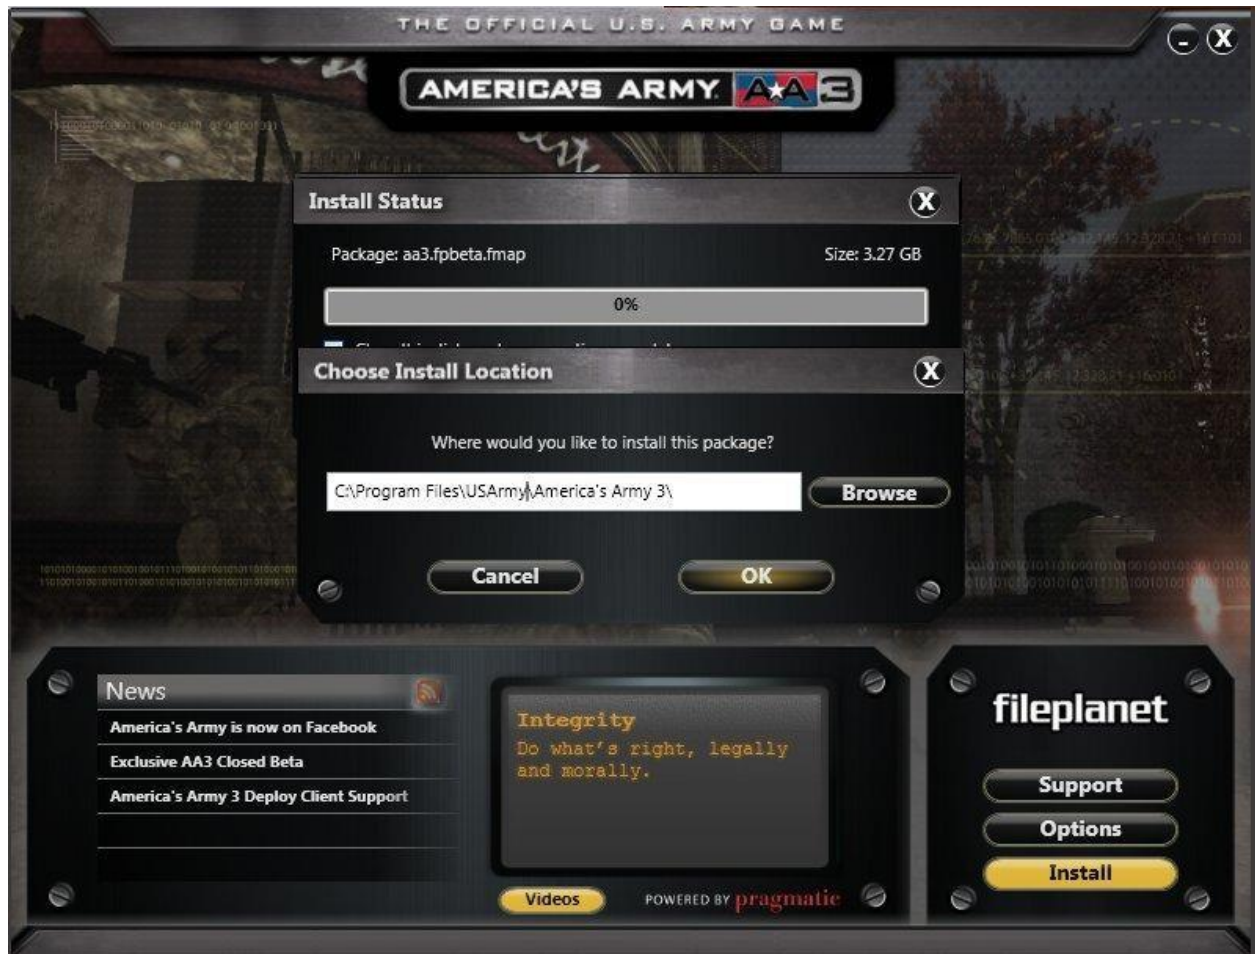 THE OFFICIAL U.S. ARMY GAME
- X
AMERICA'S ARMY AA3
Install Status X
Package: aa3.fpbeta.fmap Size: 3.27 GB
0%
Choose Install Location X
Where would you like to install this package?
C:\Program Files\USArmy\America's Army 3\ Browse
Cancel OK
News
America's Army is now on Facebook
Exclusive AA3 Closed Beta
America's Army 3 Deploy Client Support
Integrity
Do what's right, legally
and morally.
Videos POWERED BY pragmatic
fileplanet
Support
Options
Install